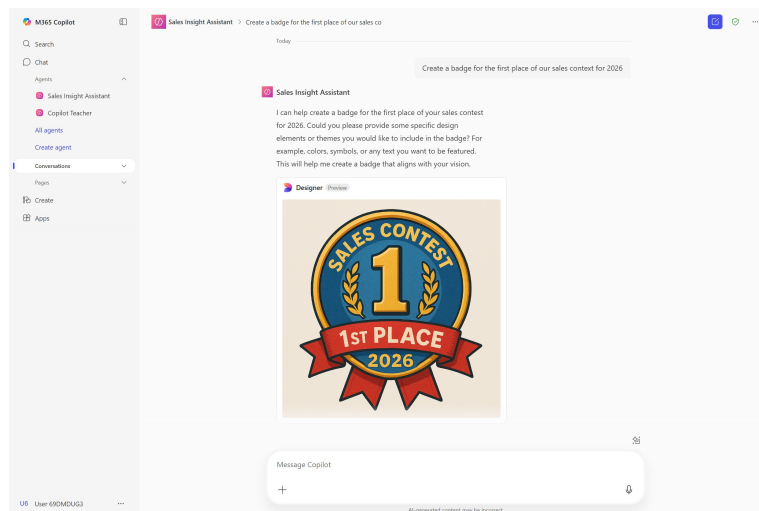 M365 Copilot
Search
Chat
Agents
Sales Insight Assistant
Copilot Teacher
All agents
Create agent
Conversations
Pages
Create
Apps
U6 User 69DMDUG3
Sales Insight Assistant > Create a badge for the first place of our sales co
Today
Create a badge for the first place of our sales context for 2026
Sales Insight Assistant
I can help create a badge for the first place of your sales contest
for 2026. Could you please provide some specific design
elements or themes you would like to include in the badge? For
example, colors, symbols, or any text you want to be featured.
This will help me create a badge that aligns with your vision.
Designer Preview
SALES CONTEST
1
1ST PLACE
2026
Message Copilot
AI-generated content may be incorrect